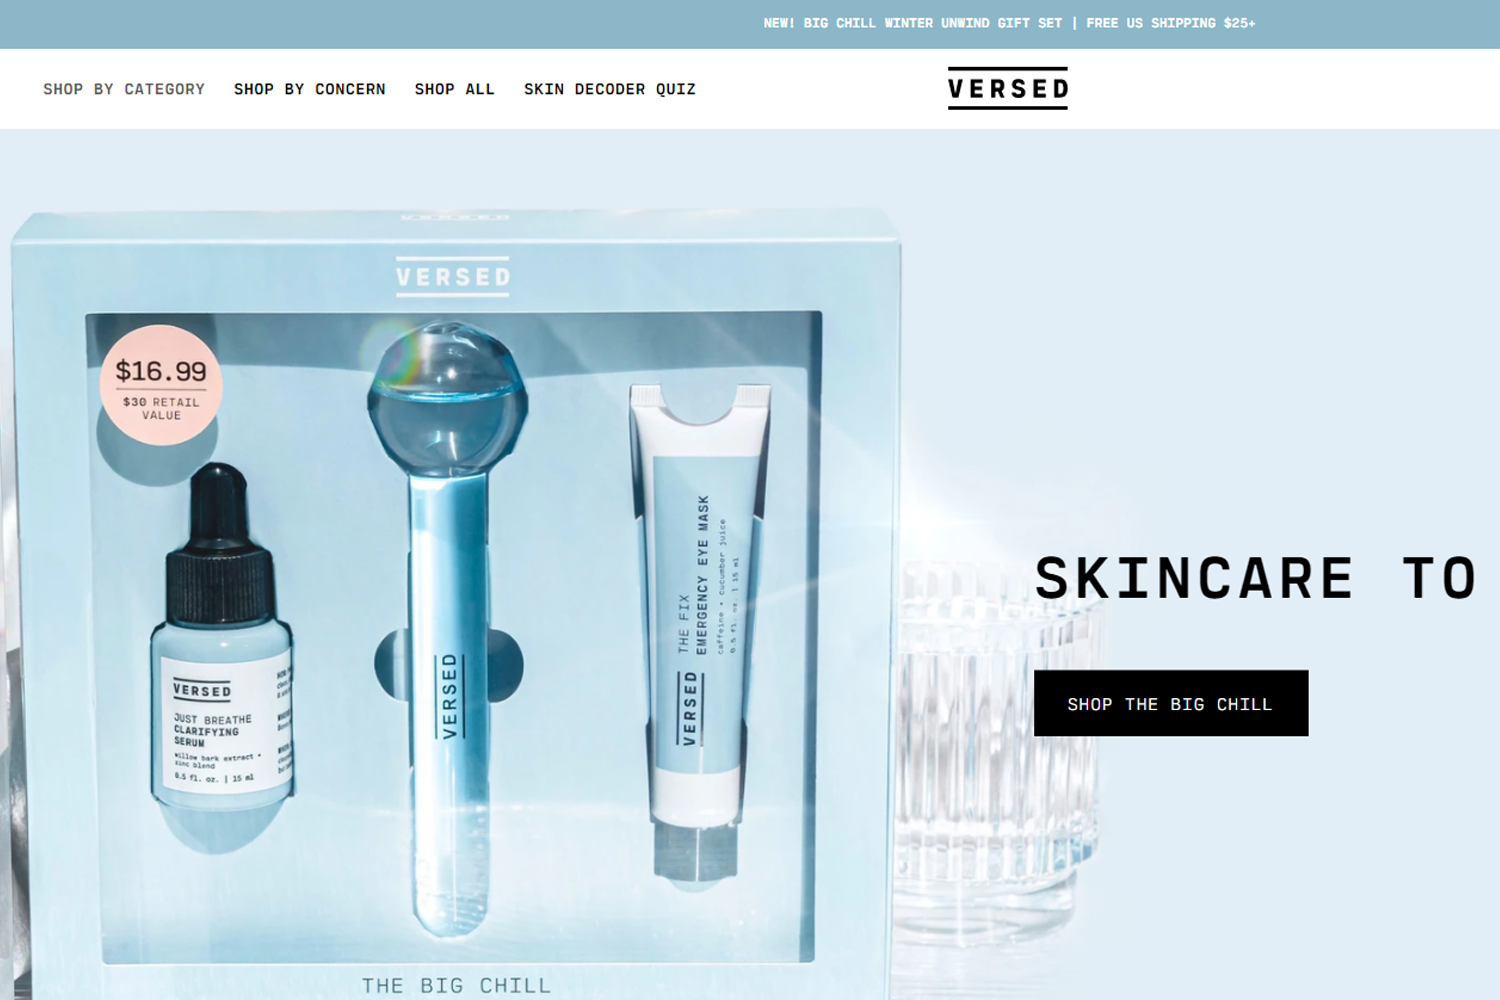 NEW! BIG CHILL WINTER UNWIND GIFT SET | FREE US SHIPPING $25+
SHOP BY CATEGORY
SHOP BY CONCERN
SHOP ALL
SKIN DECODER QUIZ
VERSED
VERSED
$16.99
$30 RETAIL
VALUE
VERSED
JUST BREATHE
CLARIFYING
SERUM
willow bark extract +
zinc blend
0.5 fl. oz. | 15 ml
VERSED
VERSED
THE FIX
EMERGENCY EYE MASK
caffeine + cucumber juice
0.5 fl. oz. | 15 ml
THE BIG CHILL
SKINCARE TO
SHOP THE BIG CHILL